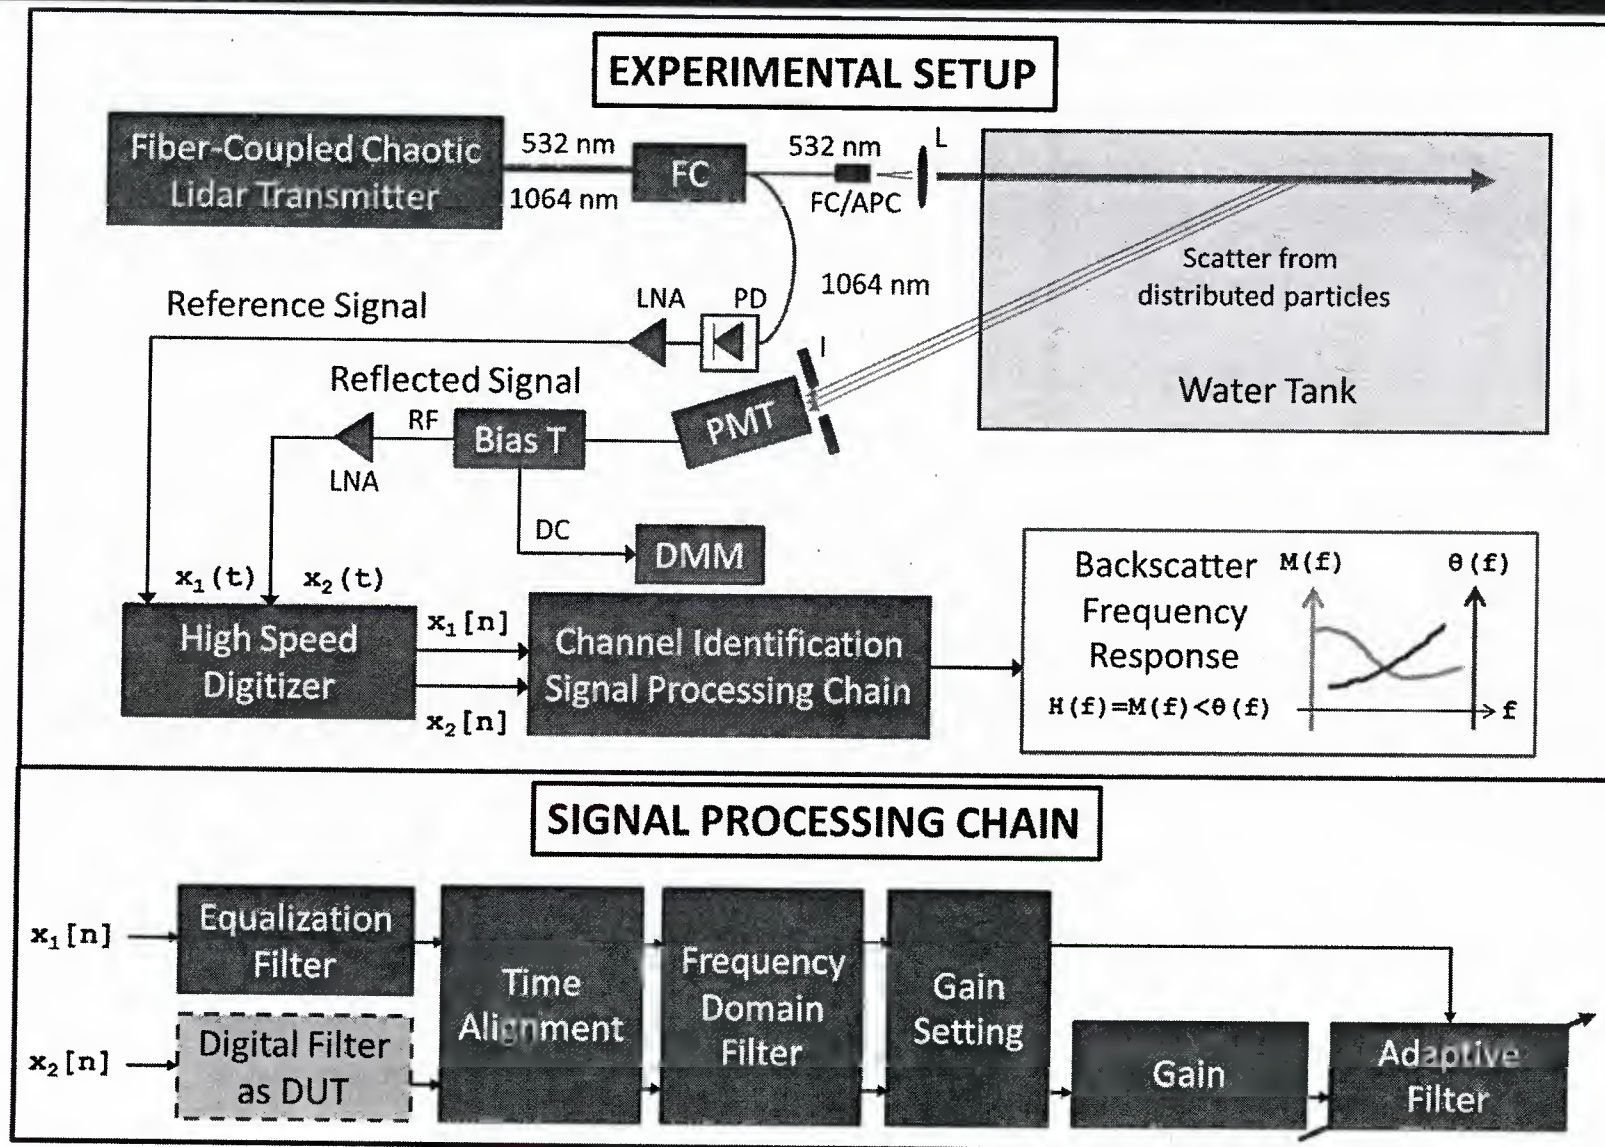 EXPERIMENTAL SETUP
Fiber-Coupled Chaotic
Lidar Transmitter
532 nm
1064 nm
FC
532 nm
FC/APC
L
1064 nm
Scatter from
distributed particles
Water Tank
Reference Signal
LNA
PD
I
Reflected Signal
RF
LNA
Bias T
PMT
DC
DMM
x₁(t)
x₂(t)
High Speed
Digitizer
x₁[n]
x₂[n]
Channel Identification
Signal Processing Chain
Backscatter
Frequency
Response
H(f)=M(f)<θ(f)
M(f)
θ(f)
f
SIGNAL PROCESSING CHAIN
x₁[n]
Equalization
Filter
x₂[n]
Digital Filter
as DUT
Time
Alignment
Frequency
Domain
Filter
Gain
Setting
Gain
Adaptive
Filter